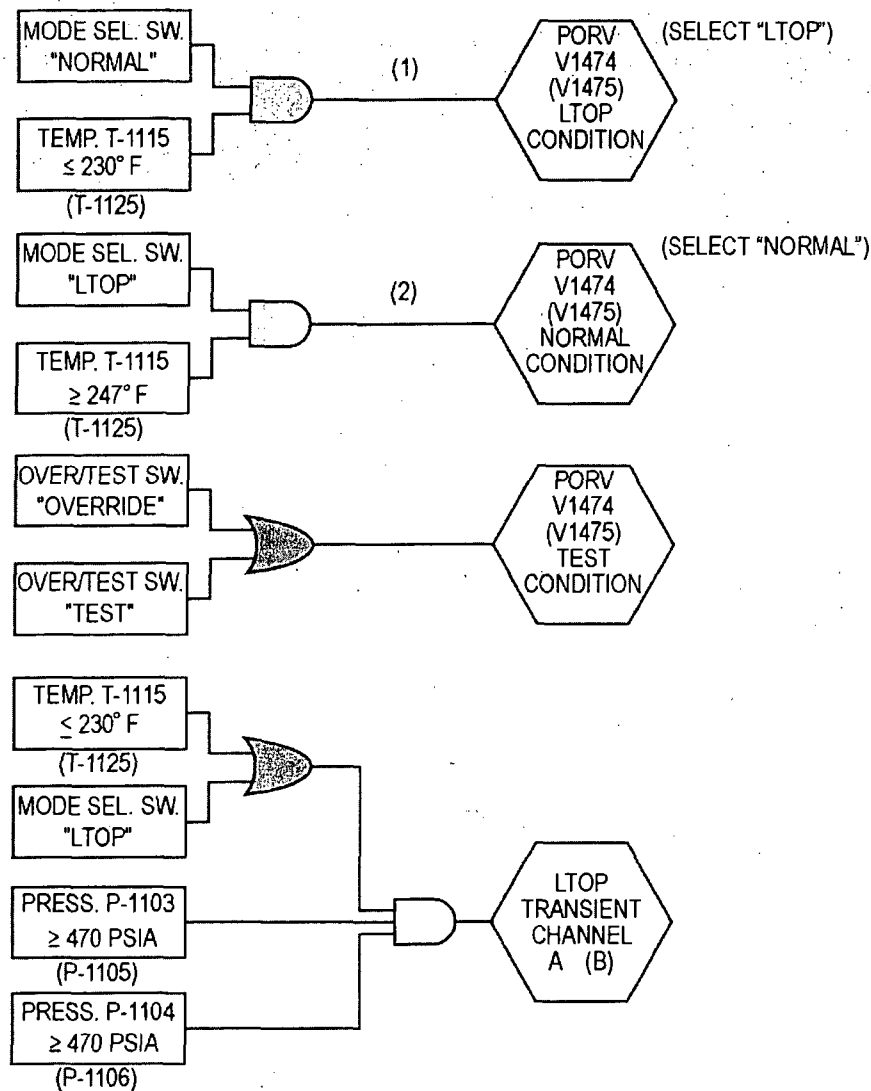 MODE SEL. SW.
"NORMAL"
TEMP. T-1115
≤ 230° F
(T-1125)
(1)
PORV
V1474
(V1475)
LTOP
CONDITION
(SELECT "LTOP")
MODE SEL. SW.
"LTOP"
TEMP. T-1115
≥ 247° F
(T-1125)
(2)
PORV
V1474
(V1475)
NORMAL
CONDITION
(SELECT "NORMAL")
OVER/TEST SW.
"OVERRIDE"
OVER/TEST SW.
"TEST"
PORV
V1474
(V1475)
TEST
CONDITION
TEMP. T-1115
≤ 230° F
(T-1125)
MODE SEL. SW.
"LTOP"
PRESS. P-1103
≥ 470 PSIA
(P-1105)
PRESS. P-1104
≥ 470 PSIA
(P-1106)
LTOP
TRANSIENT
CHANNEL
A (B)